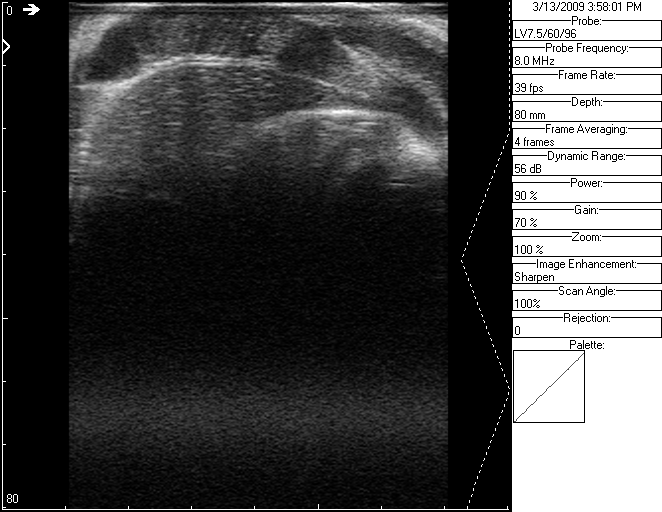 0
3/13/2009 3:58:01 PM
Probe:
LV7.5/60/96
Probe Frequency:
8.0 MHz
Frame Rate:
39 fps
Depth:
80 mm
Frame Averaging:
4 frames
Dynamic Range:
56 dB
Power:
90 %
Gain:
70 %
Zoom:
100 %
Image Enhancement:
Sharpen
Scan Angle:
100%
Rejection:
0
Palette:
80